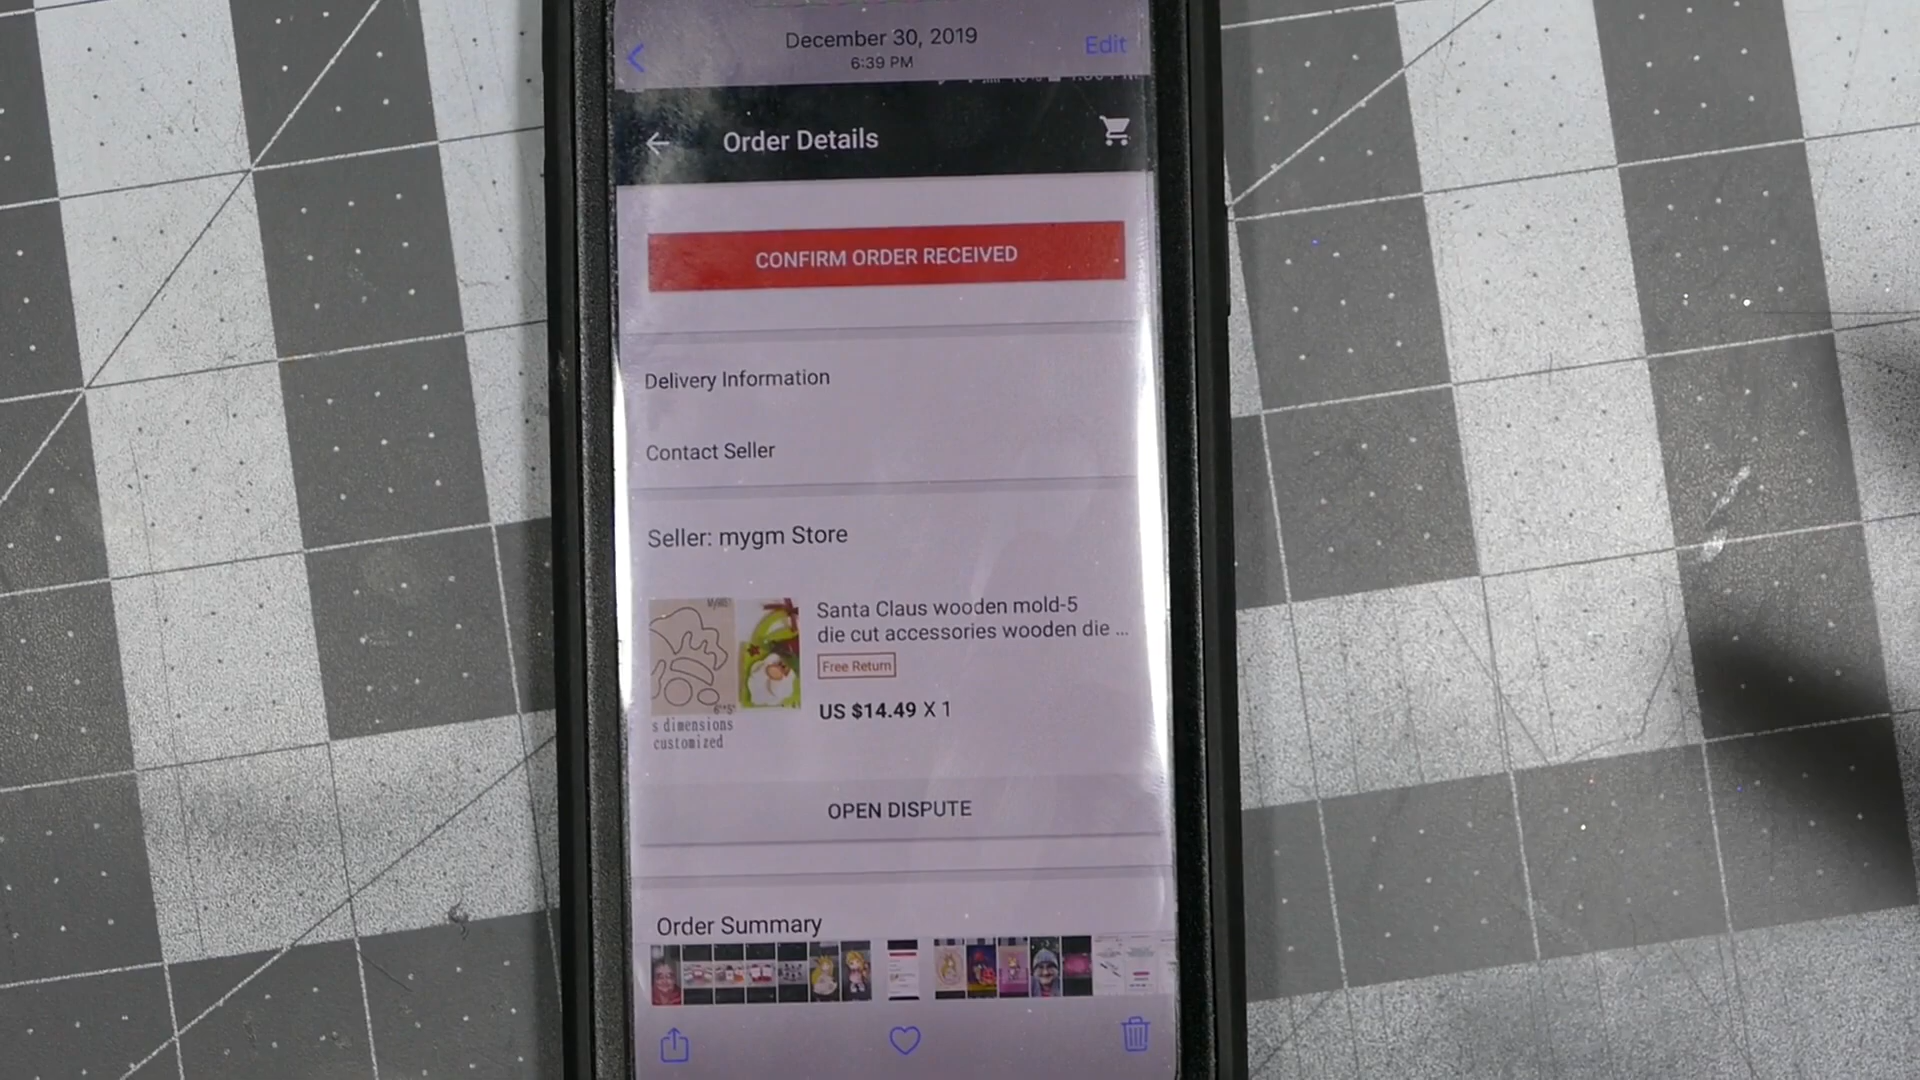 December 30, 2019
Edit
6:39 PM
Order Details
CONFIRM ORDER RECEIVED
Delivery Information
Contact Seller
Seller: mygm Store
Santa Claus wooden mold-5
die cut accessories wooden die ...
Free Return
US $14.49 X 1
s dimensions
customized
OPEN DISPUTE
Order Summary